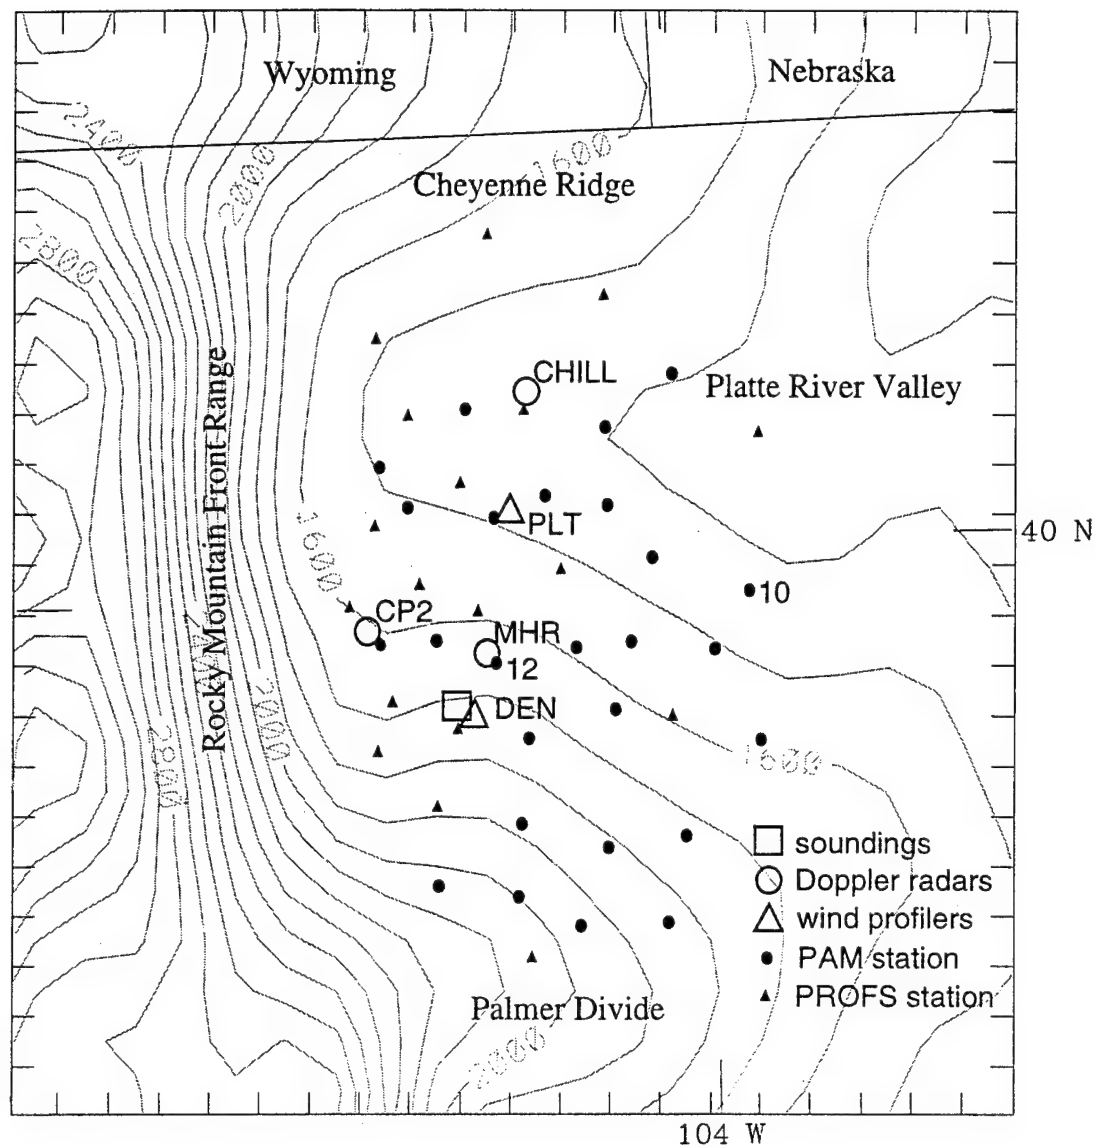 Wyoming
Nebraska
2400
2000
1600
Cheyenne Ridge
2800
CHILL
Platte River Valley
Rocky Mountain Front Range
PLT
40 N
1600
10
CP2
MHR
12
DEN
2000
2800
1600
soundings
Doppler radars
wind profilers
PAM station
PROFS station
Palmer Divide
2000
104 W